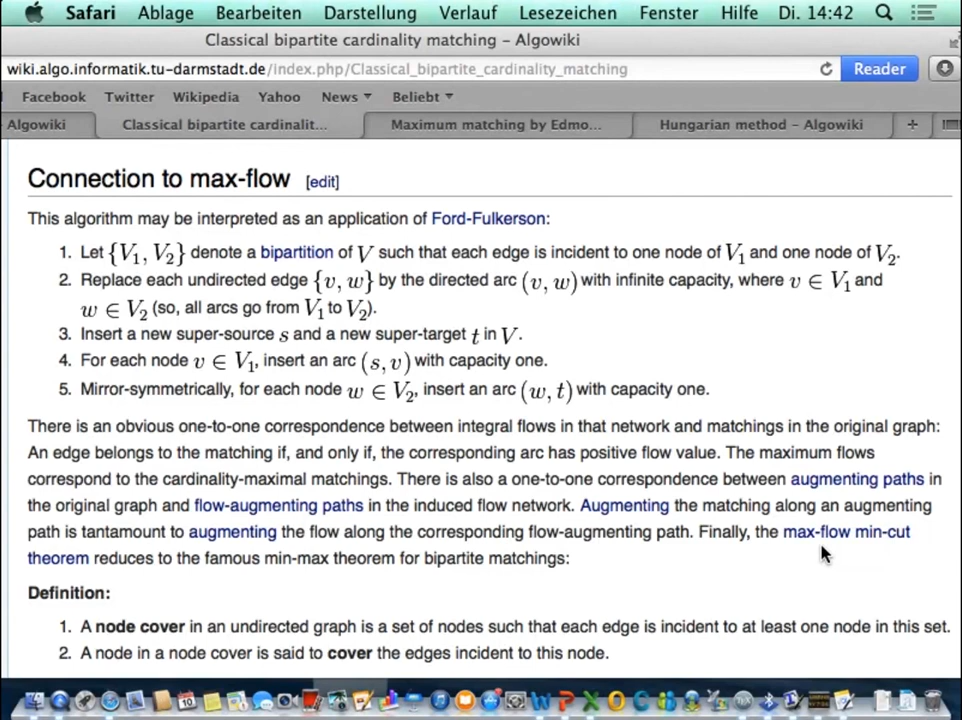 Safari Ablage Bearbeiten Darstellung Verlauf Lesezeichen Fenster Hilfe Di. 14:42
Classical bipartite cardinality matching – Algowiki
wiki.algo.informatik.tu-darmstadt.de/index.php/Classical_bipartite_cardinality_matching Reader
Facebook Twitter Wikipedia Yahoo News ▾ Beliebt ▾
Algowiki Classical bipartite cardinalit... Maximum matching by Edmo... Hungarian method – Algowiki +
Connection to max-flow [edit]
This algorithm may be interpreted as an application of Ford-Fulkerson:
1. Let {V₁, V₂} denote a bipartition of V such that each edge is incident to one node of V₁ and one node of V₂.
2. Replace each undirected edge {v, w} by the directed arc (v, w) with infinite capacity, where v ∈ V₁ and
w ∈ V₂ (so, all arcs go from V₁ to V₂).
3. Insert a new super-source s and a new super-target t in V.
4. For each node v ∈ V₁, insert an arc (s, v) with capacity one.
5. Mirror-symmetrically, for each node w ∈ V₂, insert an arc (w, t) with capacity one.
There is an obvious one-to-one correspondence between integral flows in that network and matchings in the original graph:
An edge belongs to the matching if, and only if, the corresponding arc has positive flow value. The maximum flows
correspond to the cardinality-maximal matchings. There is also a one-to-one correspondence between augmenting paths in
the original graph and flow-augmenting paths in the induced flow network. Augmenting the matching along an augmenting
path is tantamount to augmenting the flow along the corresponding flow-augmenting path. Finally, the max-flow min-cut
theorem reduces to the famous min-max theorem for bipartite matchings:
Definition:
1. A node cover in an undirected graph is a set of nodes such that each edge is incident to at least one node in this set.
2. A node in a node cover is said to cover the edges incident to this node.